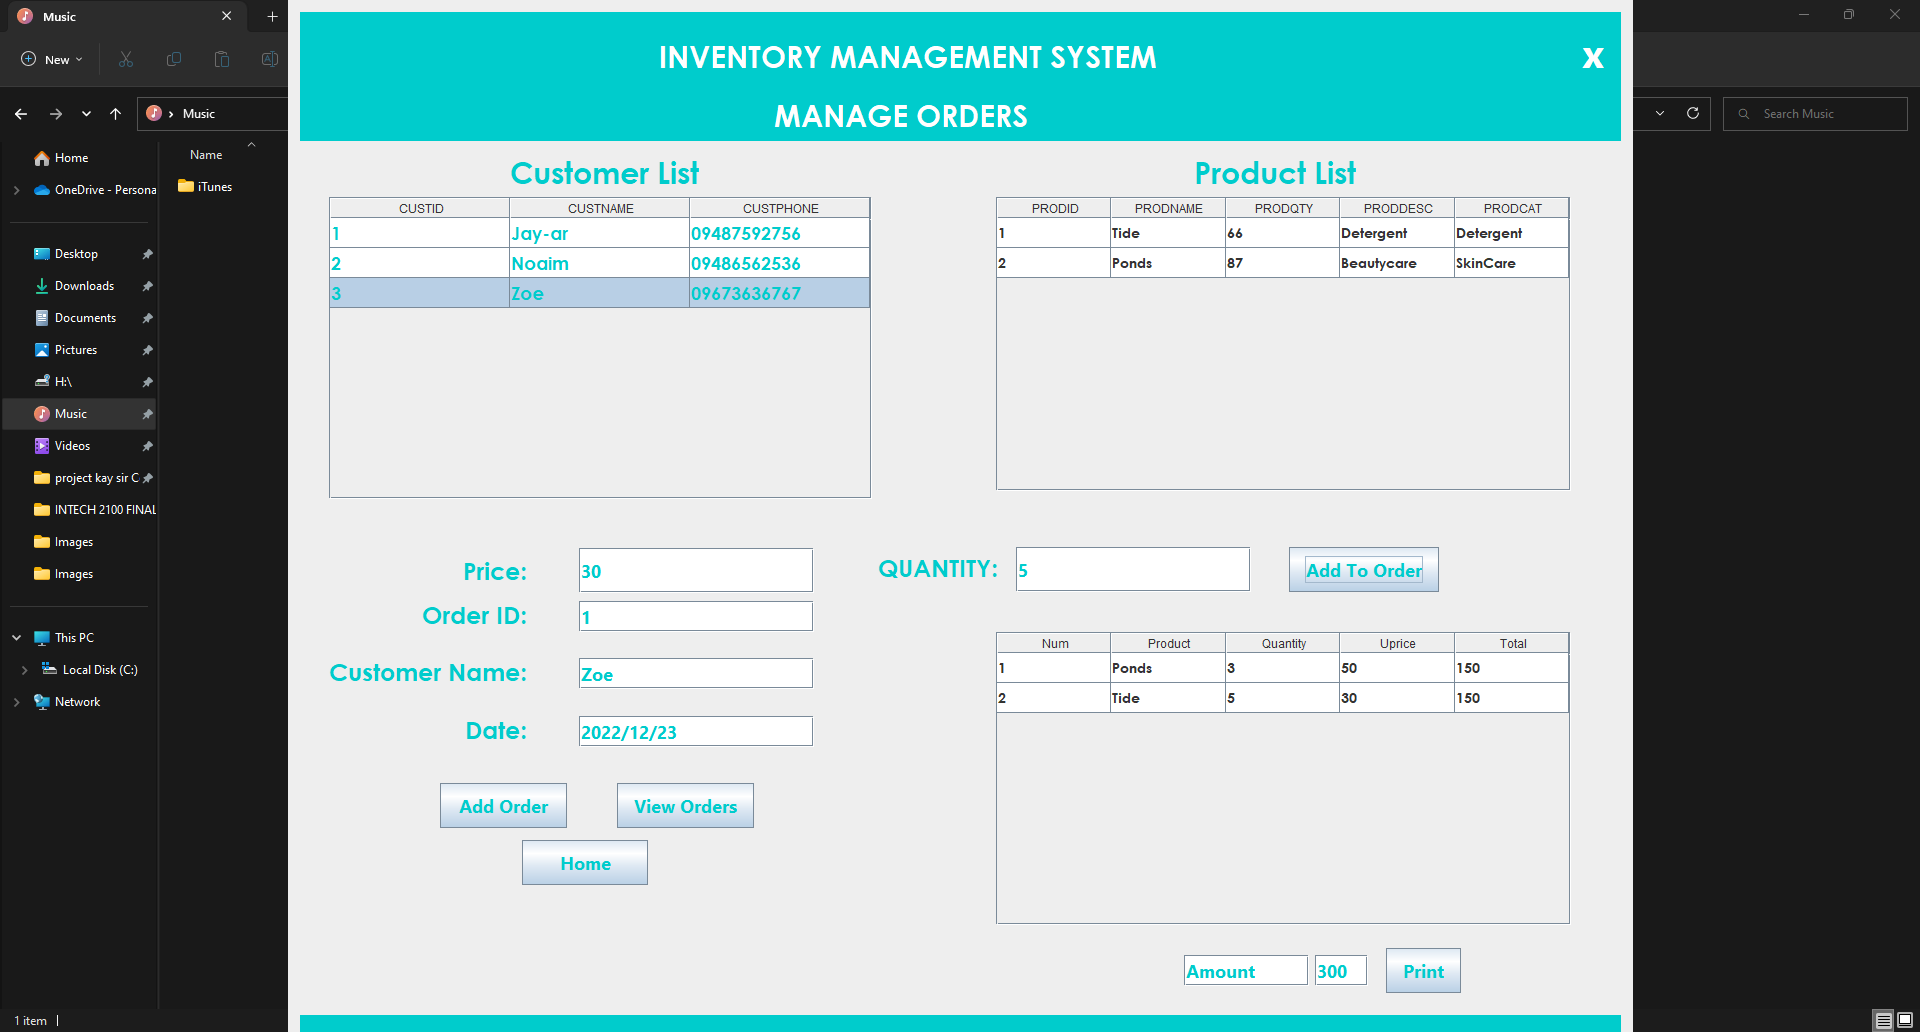 Music
New
Music
Search Music
Home
OneDrive - Persona
Desktop
Downloads
Documents
Pictures
H:\
Music
Videos
project kay sir C
INTECH 2100 FINAL
Images
Images
This PC
Local Disk (C:)
Network
Name
iTunes
1 item
INVENTORY MANAGEMENT SYSTEM
X
MANAGE ORDERS
Customer List
CUSTID CUSTNAME CUSTPHONE
1 Jay-ar 09487592756
2 Noaim 09486562536
3 Zoe 09673636767
Product List
PRODID PRODNAME PRODQTY PRODDESC PRODCAT
1 Tide 66 Detergent Detergent
2 Ponds 87 Beautycare SkinCare
Price: 30
QUANTITY: 5
Add To Order
Order ID: 1
Customer Name: Zoe
Date: 2022/12/23
Add Order
View Orders
Home
Num Product Quantity Uprice Total
1 Ponds 3 50 150
2 Tide 5 30 150
Amount 300
Print